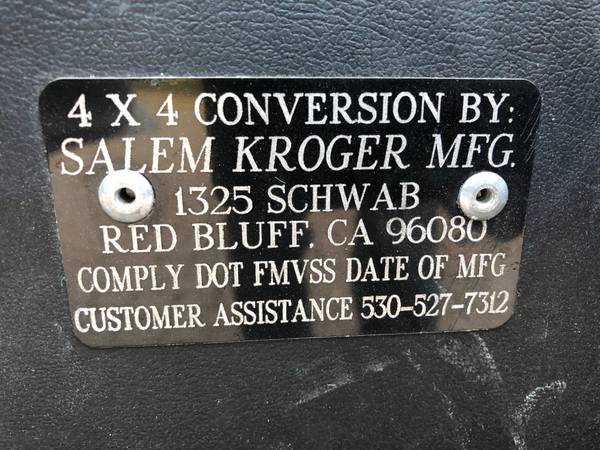 4 X 4 CONVERSION BY:
SALEM KROGER MFG.
1325 SCHWAB
RED BLUFF, CA 96080
COMPLY DOT FMVSS DATE OF MFG
CUSTOMER ASSISTANCE 530-527-7312